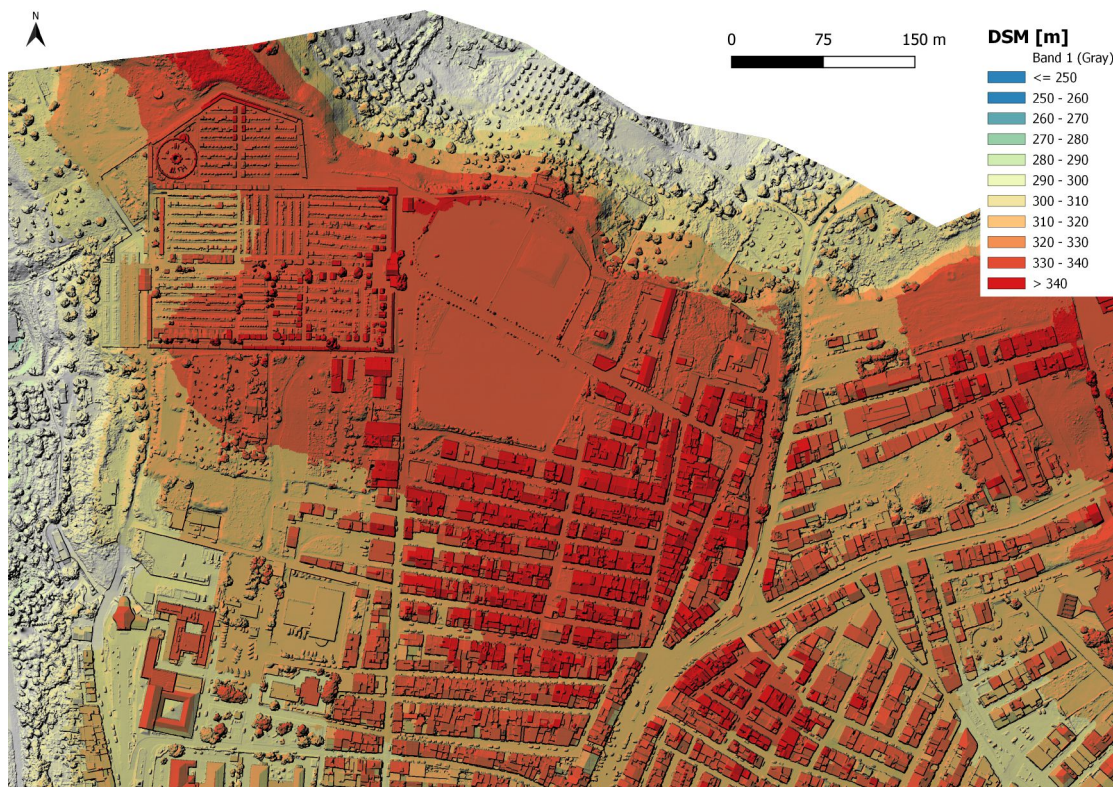 N
0 75 150 m
DSM [m]
Band 1 (Gray)
<= 250
250 - 260
260 - 270
270 - 280
280 - 290
290 - 300
300 - 310
310 - 320
320 - 330
330 - 340
> 340